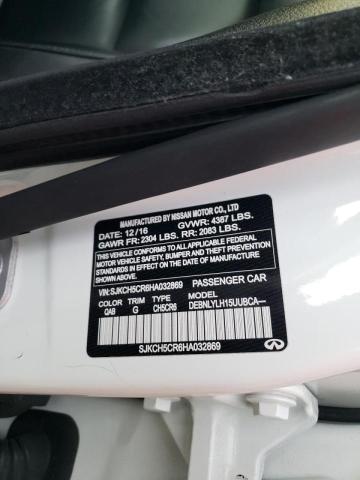 MANUFACTURED BY NISSAN MOTOR CO., LTD
DATE: 12/16 GVWR: 4387 LBS.
GAWR FR: 2304 LBS. RR: 2083 LBS.
THIS VEHICLE CONFORMS TO ALL APPLICABLE FEDERAL
MOTOR VEHICLE SAFETY, BUMPER, AND THEFT PREVENTION
STANDARDS IN EFFECT ON THE DATE OF MANUFACTURE
SHOWN ABOVE.
VIN: SJKCH5CR6HA032869 PASSENGER CAR
COLOR TRIM TYPE MODEL
QAB G CH5CR6 DEBNLYLH15UUBCA—
SJKCH5CR6HA032869
INFINITI